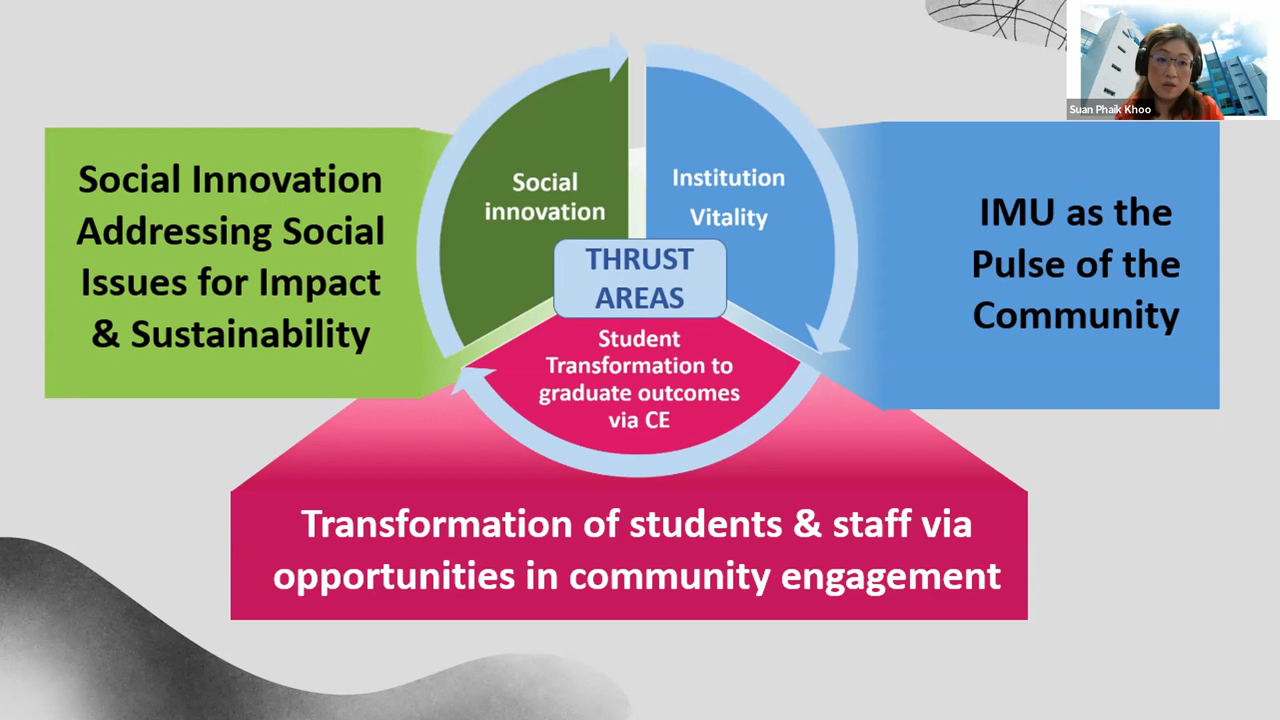 Suan Phaik Khoo
Social Innovation
Addressing Social
Issues for Impact
& Sustainability
Social
innovation
Institution
Vitality
THRUST
AREAS
Student
Transformation to
graduate outcomes
via CE
IMU as the
Pulse of the
Community
Transformation of students & staff via
opportunities in community engagement